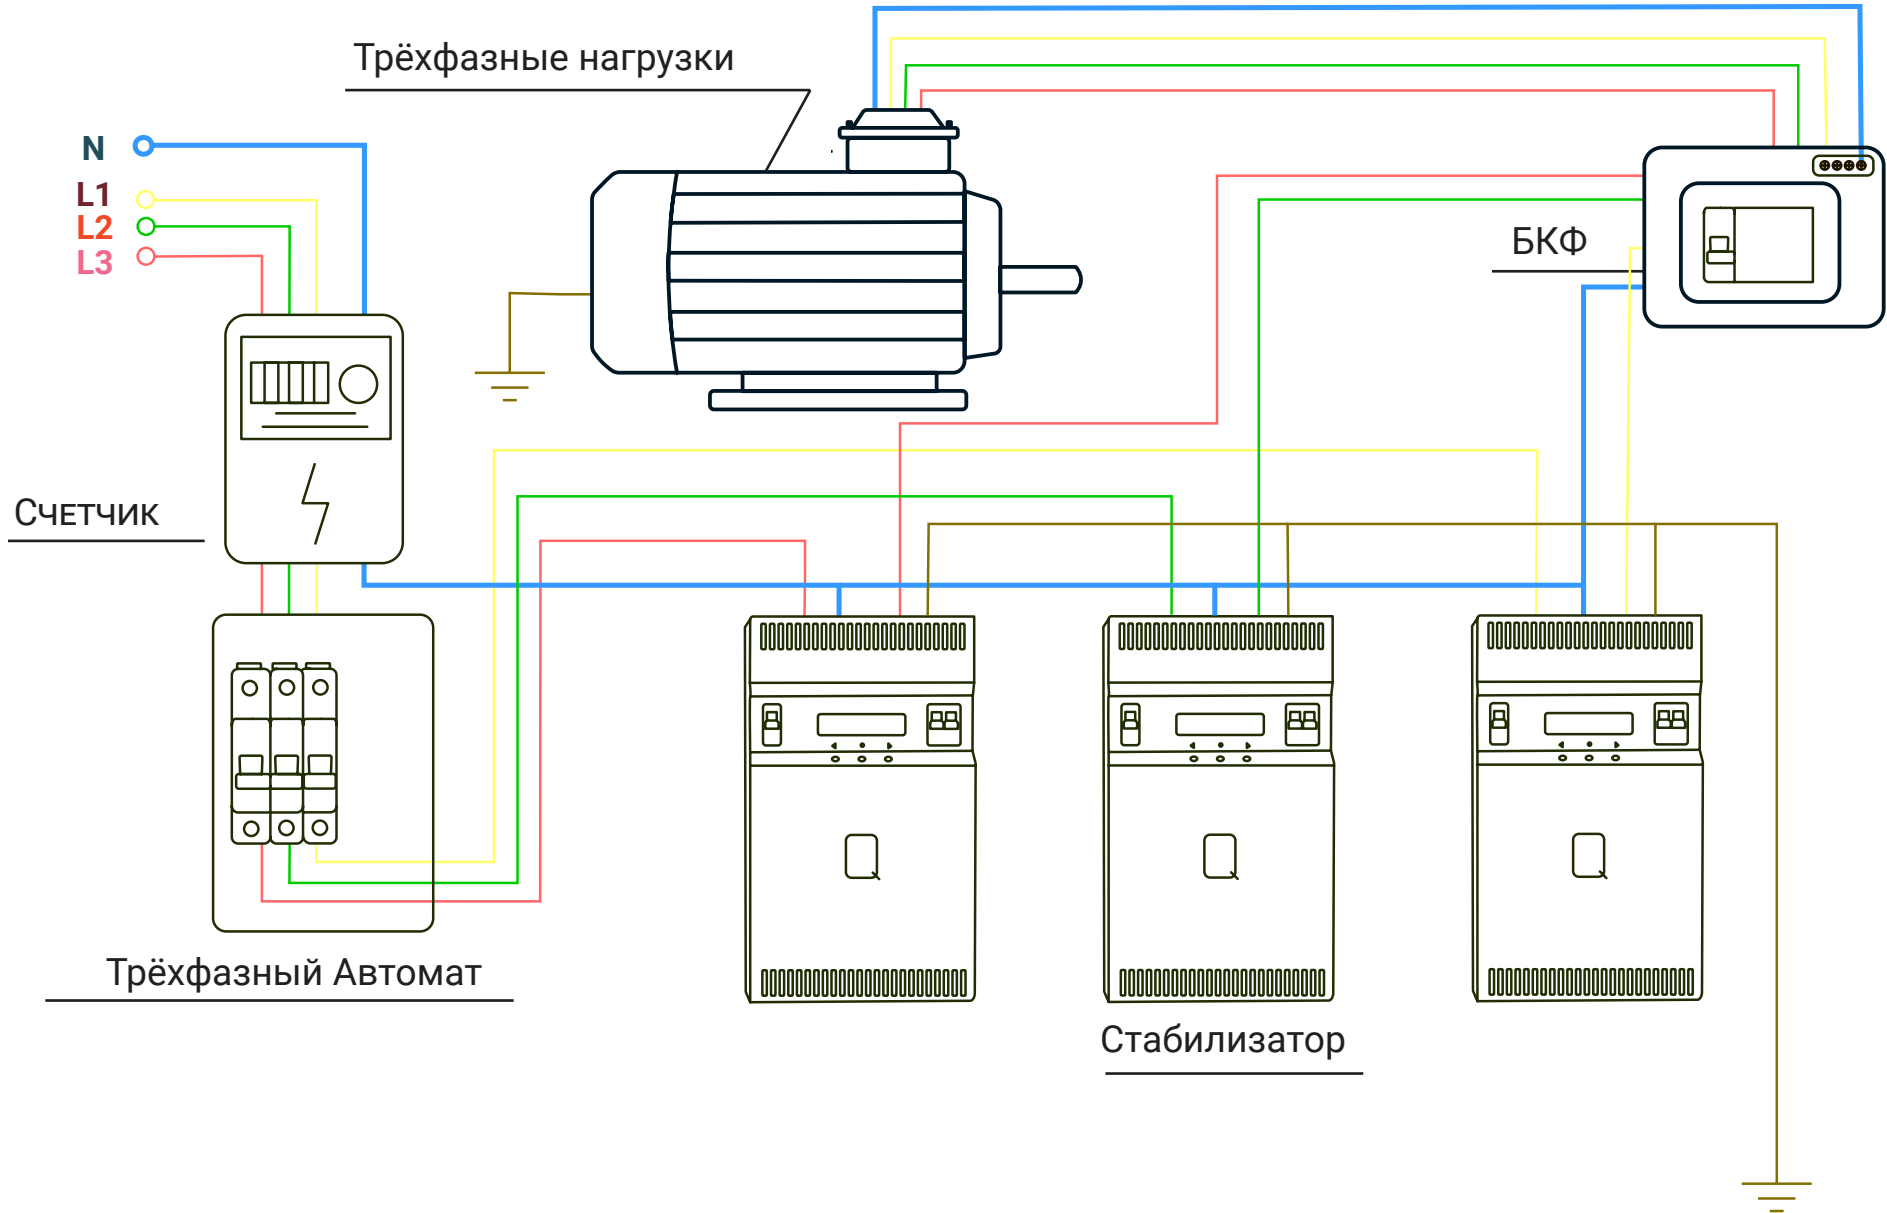 Трёхфазные нагрузки
N
L1
L2
L3
БКФ
Счетчик
Трёхфазный Автомат
Стабилизатор